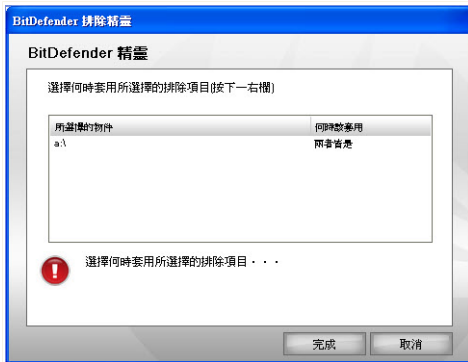 BitDefender 排除精靈
BitDefender 精靈
選擇何時套用所選擇的排除項目(按下一右欄)
所選擇的物件 何時啟套用
a:\ 兩者皆是
選擇何時套用所選擇的排除項目・・・
完成 取消